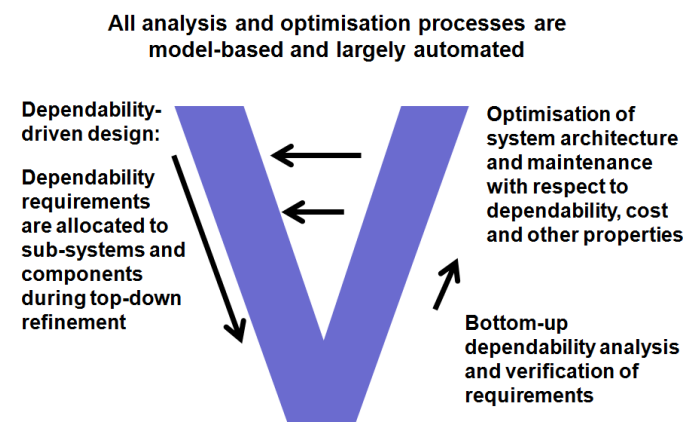 All analysis and optimisation processes are
model-based and largely automated
Dependability-
driven design:
Dependability
requirements
are allocated to
sub-systems and
components
during top-down
refinement
Optimisation of
system architecture
and maintenance
with respect to
dependability, cost
and other properties
Bottom-up
dependability analysis
and verification of
requirements